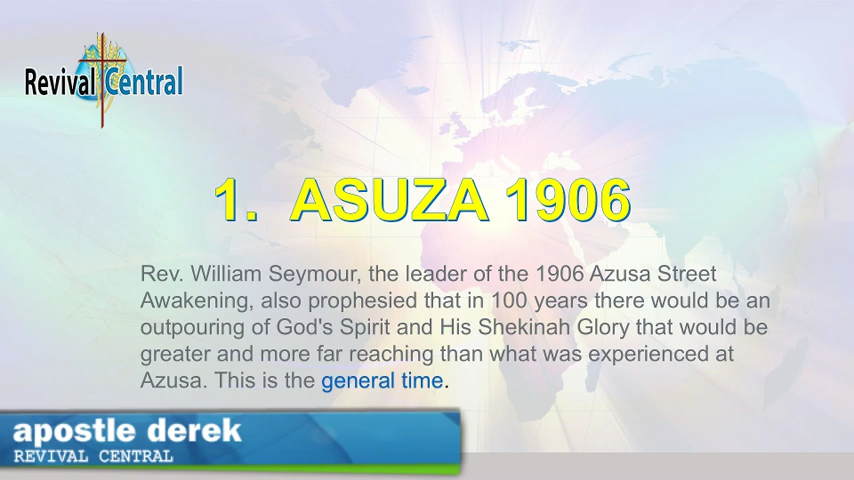 Revival Central
1. ASUZA 1906
Rev. William Seymour, the leader of the 1906 Azusa Street
Awakening, also prophesied that in 100 years there would be an
outpouring of God's Spirit and His Shekinah Glory that would be
greater and more far reaching than what was experienced at
Azusa. This is the general time.
apostle derek
REVIVAL CENTRAL